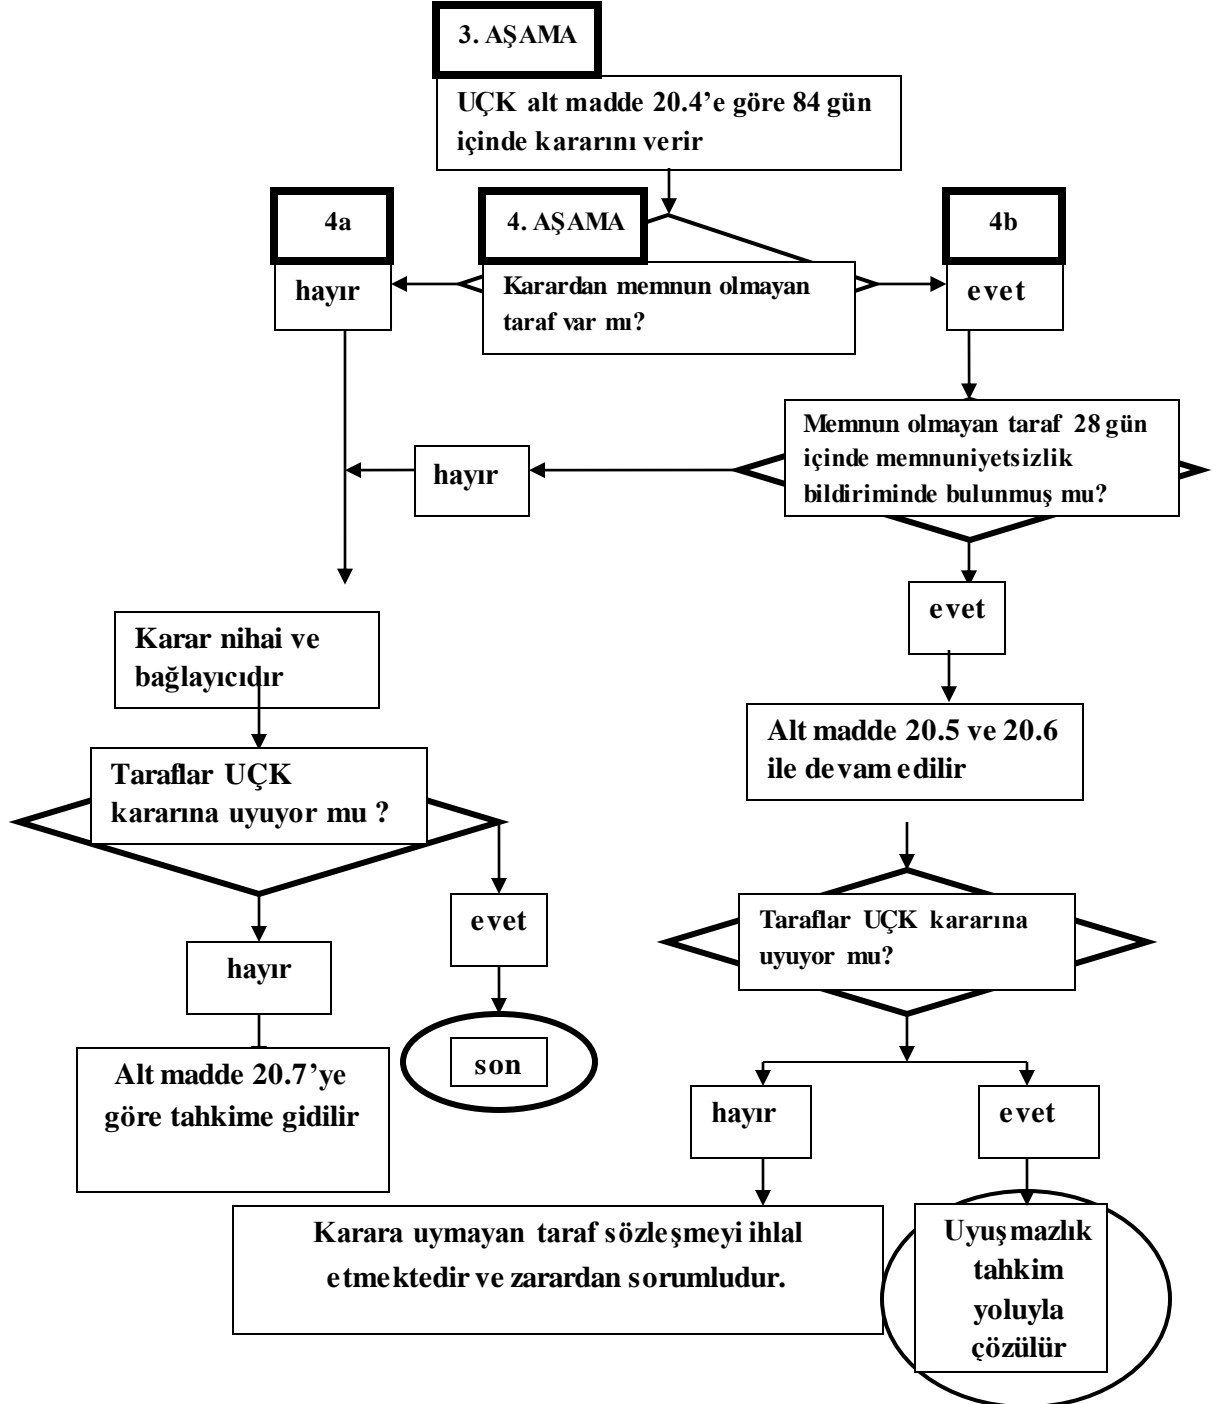 3. AŞAMA
UÇK alt madde 20.4’e göre 84 gün
içinde kararını verir
4a
4. AŞAMA
4b
hayır
Karardan memnun olmayan
taraf var mı?
evet
Memnun olmayan taraf 28 gün
içinde memnuniyetsizlik
bildiriminde bulunmuş mu?
hayır
evet
Karar nihai ve
bağlayıcıdır
Alt madde 20.5 ve 20.6
ile devam edilir
Taraflar UÇK
kararına uyuyor mu ?
evet
Taraflar UÇK kararına
uyuyor mu?
hayır
son
Alt madde 20.7’ye
göre tahkime gidilir
hayır
evet
Karara uymayan taraf sözleşmeyi ihlal
etmektedir ve zarardan sorumludur.
Uyuşmazlık
tahkim
yoluyla
çözülür